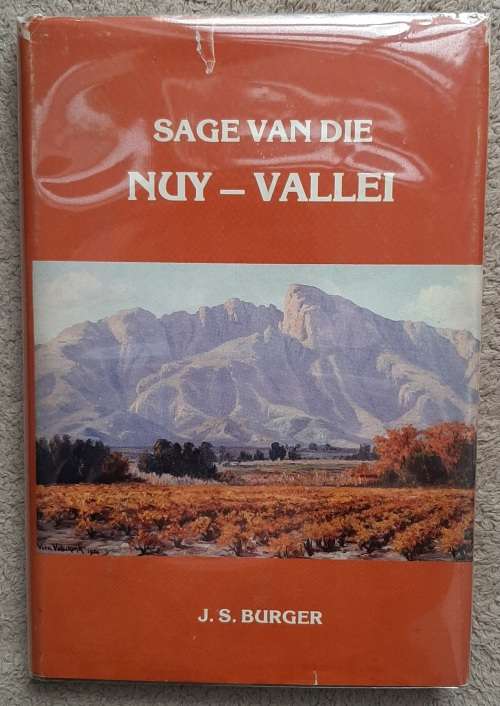 SAGE VAN DIE
NUY – VALLEI
J. S. BURGER